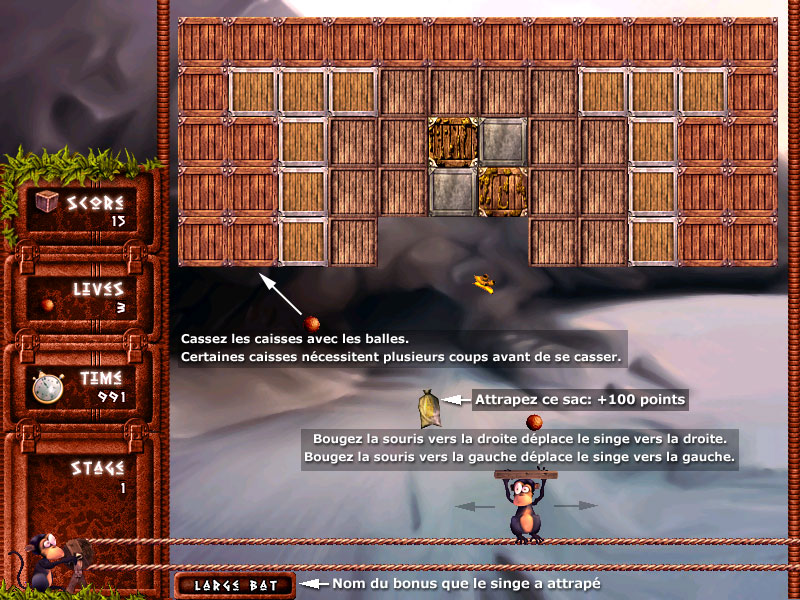 SCORE
15
LIVES
3
TIME
991
STAGE
1
Cassez les caisses avec les balles.
Certaines caisses nécessitent plusieurs coups avant de se casser.
Attrapez ce sac: +100 points
Bougez la souris vers la droite déplace le singe vers la droite.
Bougez la souris vers la gauche déplace le singe vers la gauche.
LARGE BAT
Nom du bonus que le singe a attrapé